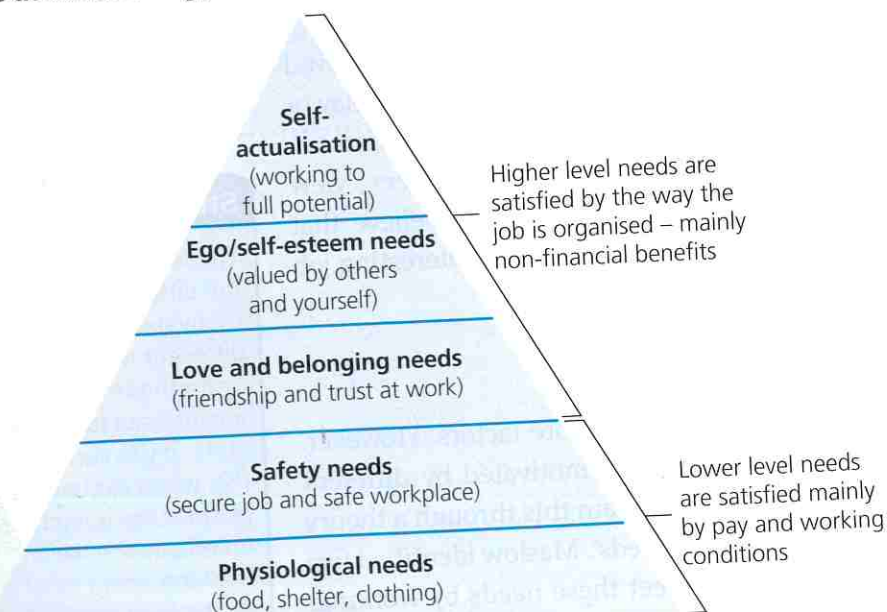 Self-
actualisation
(working to
full potential)
Ego/self-esteem needs
(valued by others
and yourself)
Love and belonging needs
(friendship and trust at work)
Safety needs
(secure job and safe workplace)
Physiological needs
(food, shelter, clothing)
Higher level needs are
satisfied by the way the
job is organised – mainly
non-financial benefits
Lower level needs
are satisfied mainly
by pay and working
conditions